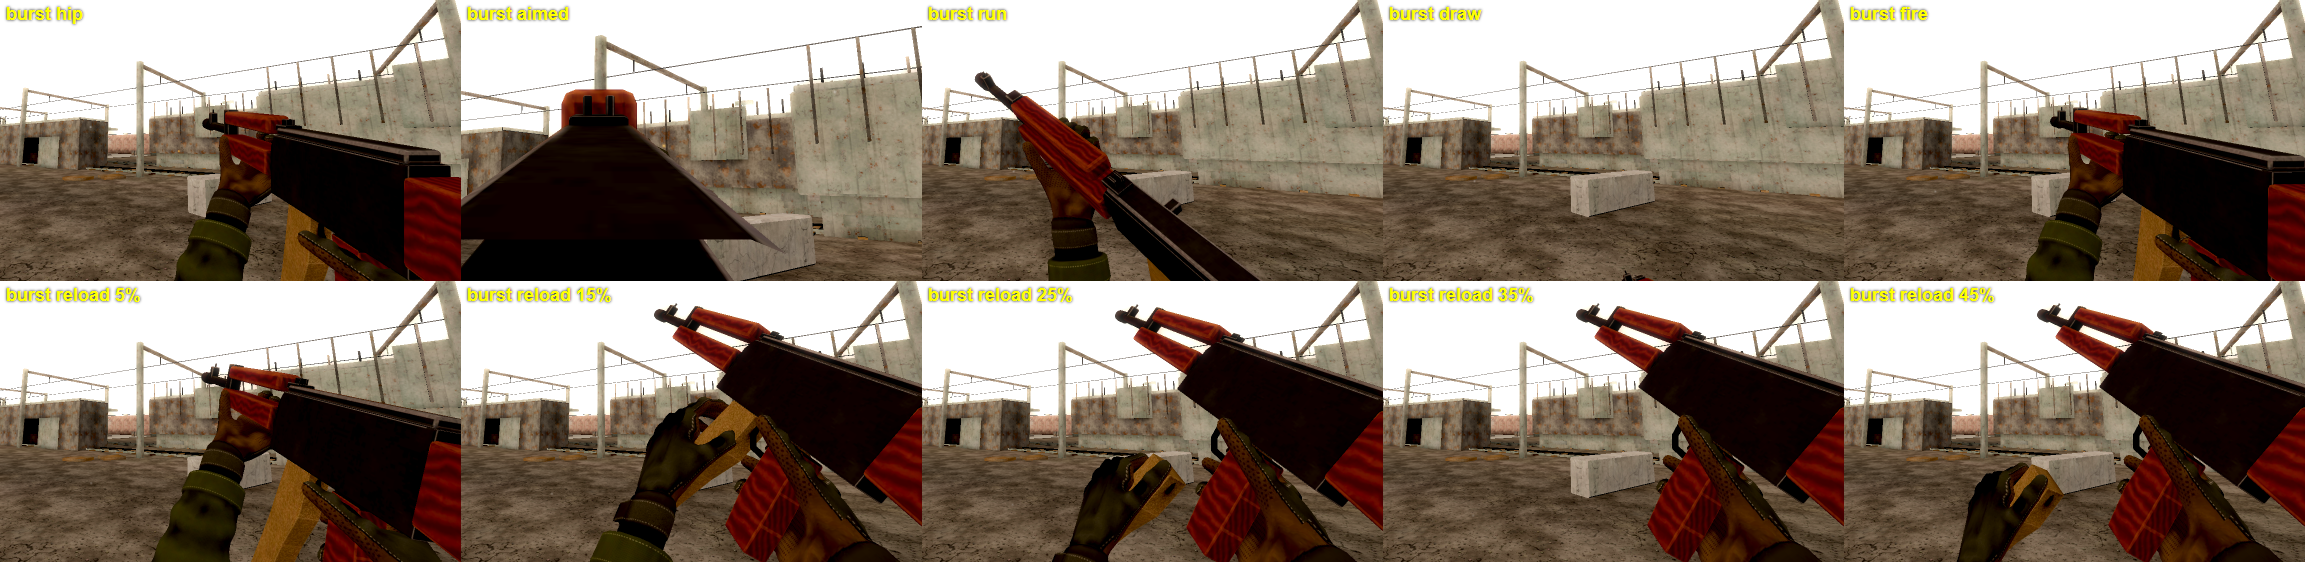 burst hip
burst aimed
burst run
burst draw
burst fire
burst reload 5%
burst reload 15%
burst reload 25%
burst reload 35%
burst reload 45%